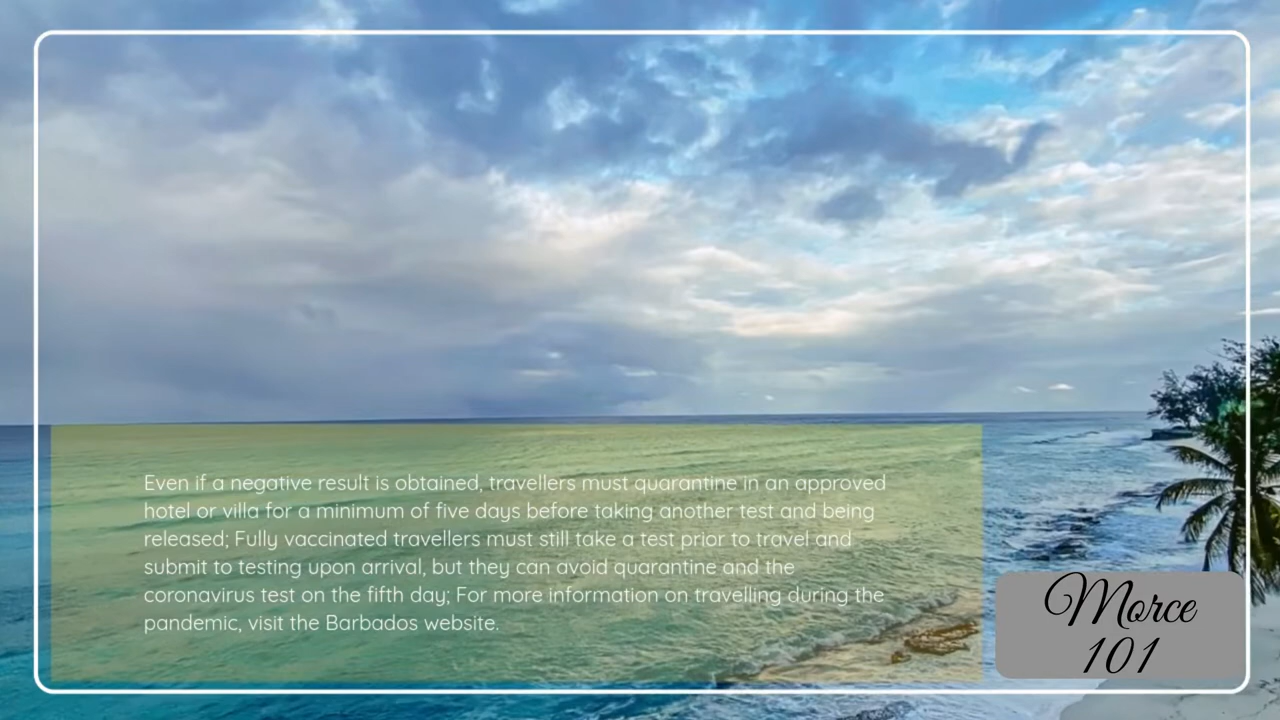 Even if a negative result is obtained, travellers must quarantine in an approved
hotel or villa for a minimum of five days before taking another test and being
released; Fully vaccinated travellers must still take a test prior to travel and
submit to testing upon arrival, but they can avoid quarantine and the
coronavirus test on the fifth day; For more information on travelling during the
pandemic, visit the Barbados website.
Morce
101